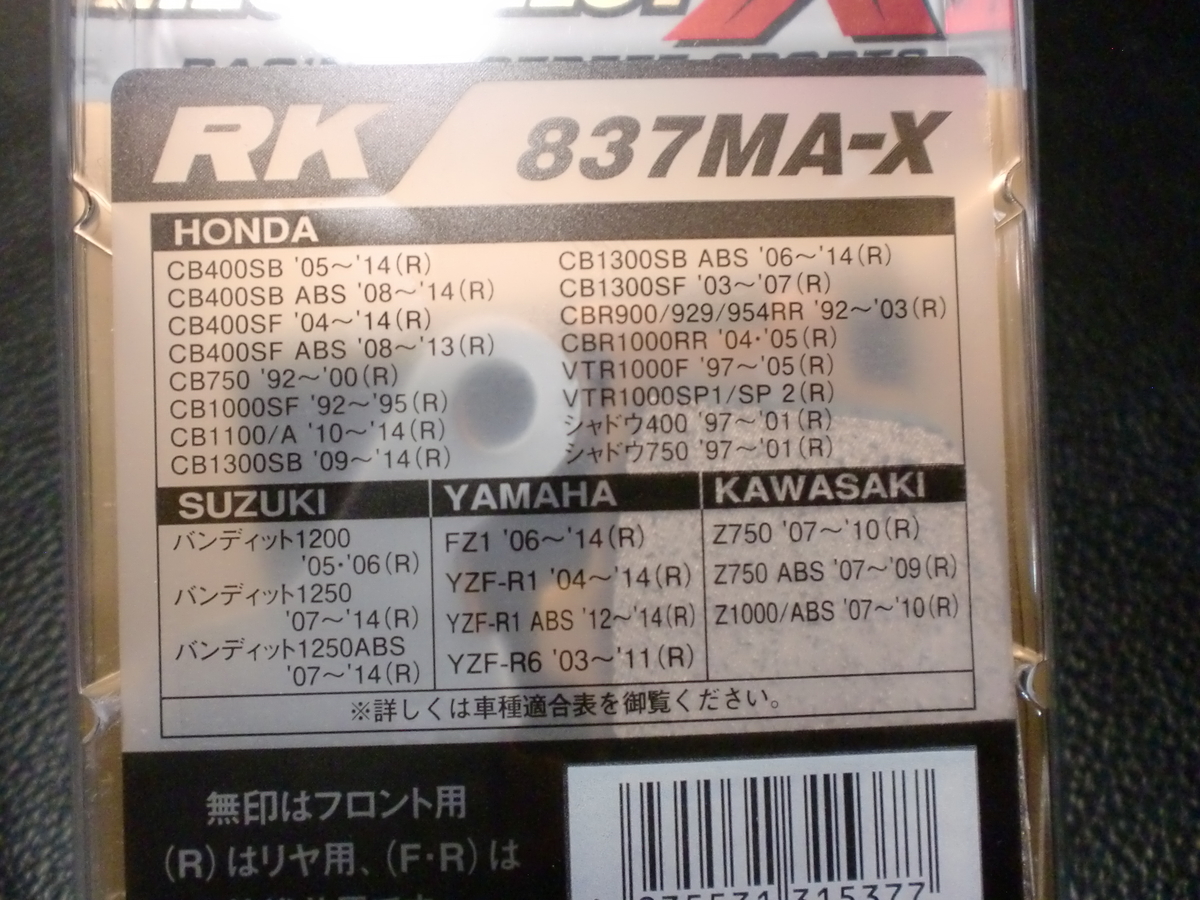 RK 837MA-X
HONDA
CB400SB '05～'14(R)
CB400SB ABS '08～'14(R)
CB400SF '04～'14(R)
CB400SF ABS '08～'13(R)
CB750 '92～'00(R)
CB1000SF '92～'95(R)
CB1100/A '10～'14(R)
CB1300SB '09～'14(R)
CB1300SB ABS '06～'14(R)
CB1300SF '03～'07(R)
CBR900/929/954RR '92～'03(R)
CBR1000RR '04･'05(R)
VTR1000F '97～'05(R)
VTR1000SP1/SP 2(R)
シャドウ400 '97～'01(R)
シャドウ750 '97～'01(R)
SUZUKI
バンディット1200
'05･'06(R)
バンディット1250
'07～'14(R)
バンディット1250ABS
'07～'14(R)
YAMAHA
FZ1 '06～'14(R)
YZF-R1 '04～'14(R)
YZF-R1 ABS '12～'14(R)
YZF-R6 '03～'11(R)
KAWASAKI
Z750 '07～'10(R)
Z750 ABS '07～'09(R)
Z1000/ABS '07～'10(R)
※詳しくは車種適合表を御覧ください。
無印はフロント用
(R)はリヤ用、(F･R)は
315377